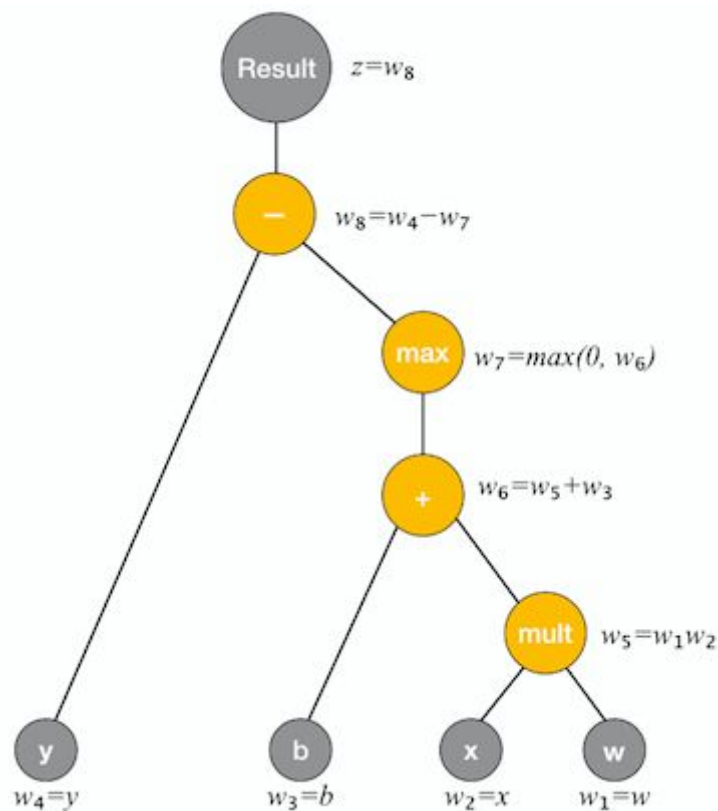 Result
z=w₈
−
w₈=w₄−w₇
max
w₇=max(0, w₆)
+
w₆=w₅+w₃
mult
w₅=w₁w₂
y
b
x
w
w₄=y
w₃=b
w₂=x
w₁=w